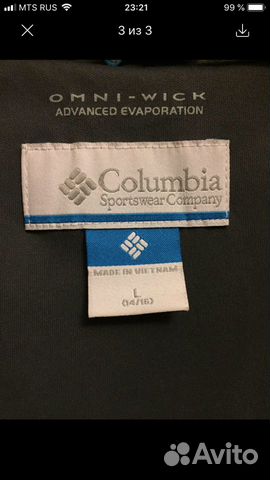 MTS RUS
23:21
99 %
3 из 3
OMNI-WICK
ADVANCED EVAPORATION
Columbia
Sportswear Company
MADE IN VIETNAM
L
(14/16)
Avito